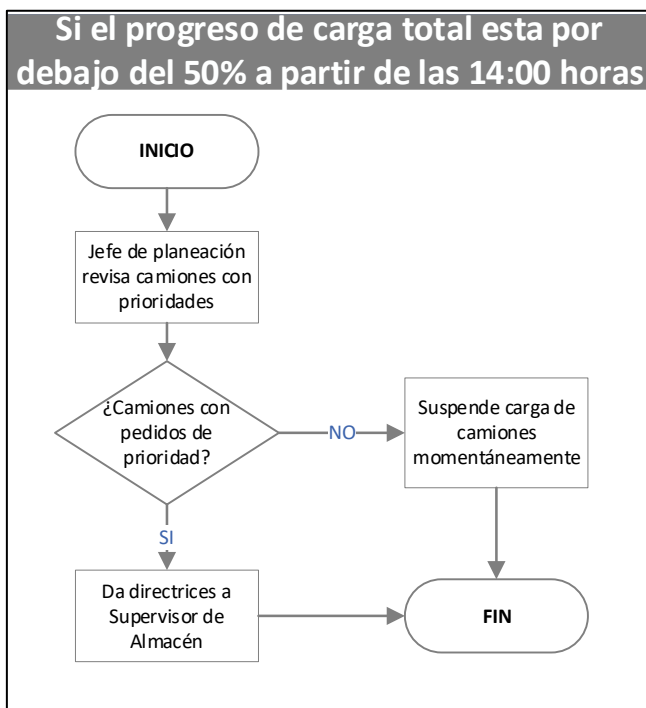 Si el progreso de carga total esta por
debajo del 50% a partir de las 14:00 horas
INICIO
Jefe de planeación
revisa camiones con
prioridades
¿Camiones con
pedidos de
prioridad?
NO
Suspende carga de
camiones
momentáneamente
SI
Da directrices a
Supervisor de
Almacén
FIN